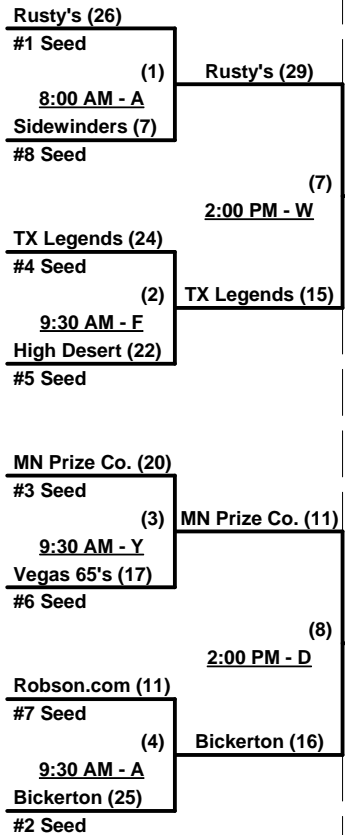 Rusty's (26)
#1 Seed
(1)
Rusty's (29)
8:00 AM - A
Sidewinders (7)
#8 Seed
(7)
2:00 PM - W
TX Legends (24)
#4 Seed
(2)
TX Legends (15)
9:30 AM - F
High Desert (22)
#5 Seed
MN Prize Co. (20)
#3 Seed
(3)
MN Prize Co. (11)
9:30 AM - Y
Vegas 65's (17)
#6 Seed
(8)
2:00 PM - D
Robson.com (11)
#7 Seed
(4)
Bickerton (16)
9:30 AM - A
Bickerton (25)
#2 Seed